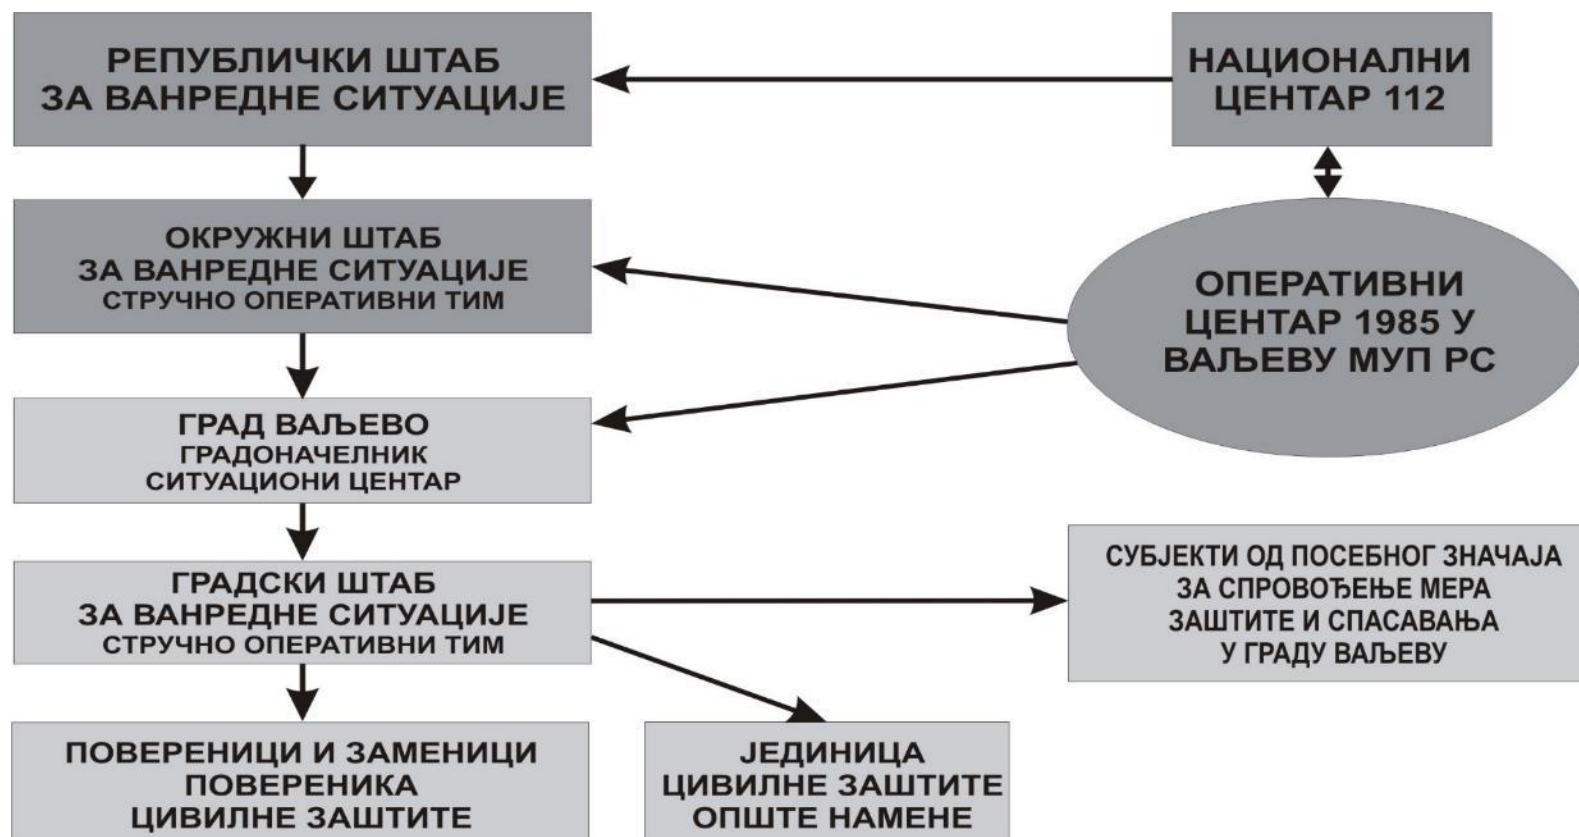 РЕПУБЛИЧКИ ШТАБ
ЗА ВАНРЕДНЕ СИТУАЦИЈЕ
НАЦИОНАЛНИ
ЦЕНТАР 112
ОКРУЖНИ ШТАБ
ЗА ВАНРЕДНЕ СИТУАЦИЈЕ
СТРУЧНО ОПЕРАТИВНИ ТИМ
ОПЕРАТИВНИ
ЦЕНТАР 1985 У
ВАЉЕВУ МУП РС
ГРАД ВАЉЕВО
ГРАДОНАЧЕЛНИК
СИТУАЦИОНИ ЦЕНТАР
ГРАДСКИ ШТАБ
ЗА ВАНРЕДНЕ СИТУАЦИЈЕ
СТРУЧНО ОПЕРАТИВНИ ТИМ
СУБЈЕКТИ ОД ПОСЕБНОГ ЗНАЧАЈА
ЗА СПРОВОЂЕЊЕ МЕРА
ЗАШТИТЕ И СПАСАВАЊА
У ГРАДУ ВАЉЕВУ
ПОВЕРЕНИЦИ И ЗАМЕНИЦИ
ПОВЕРЕНИКА
ЦИВИЛНЕ ЗАШТИТЕ
ЈЕДИНИЦА
ЦИВИЛНЕ ЗАШТИТЕ
ОПШТЕ НАМЕНЕ